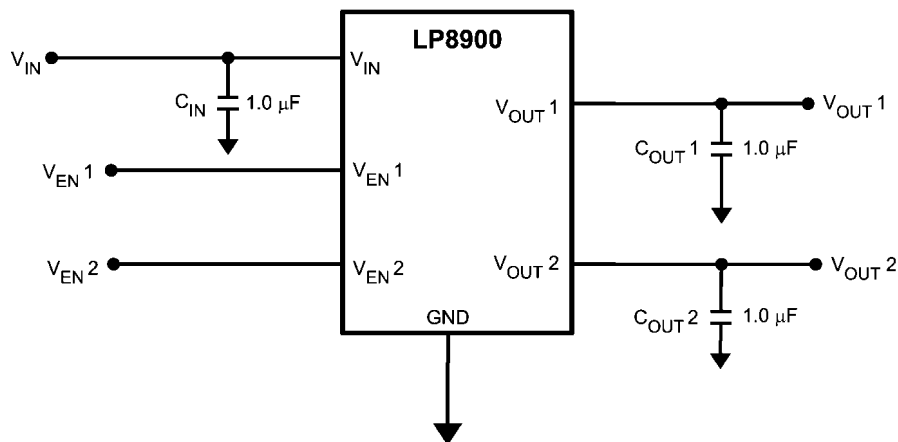 LP8900
V_IN
V_IN
C_IN 1.0 μF
V_OUT 1
V_OUT 1
C_OUT 1 1.0 μF
V_EN 1
V_EN 1
V_EN 2
V_EN 2
V_OUT 2
V_OUT 2
C_OUT 2 1.0 μF
GND